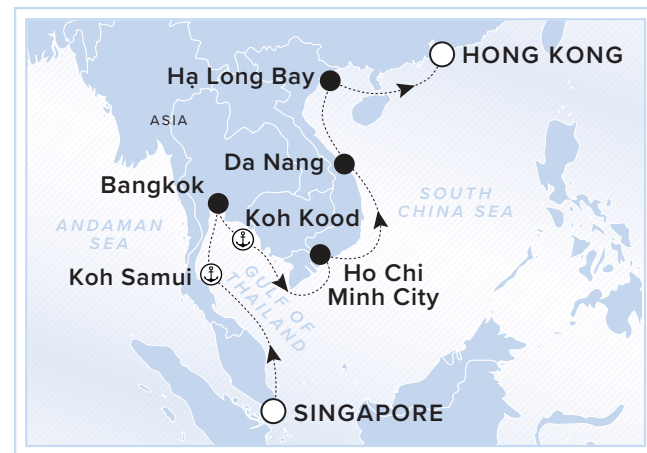 HONG KONG
Hạ Long Bay
ASIA
Da Nang
Bangkok
SOUTH
CHINA SEA
Koh Kood
ANDAMAN
SEA
Koh Samui
Ho Chi
Minh City
GULF OF
THAILAND
SINGAPORE